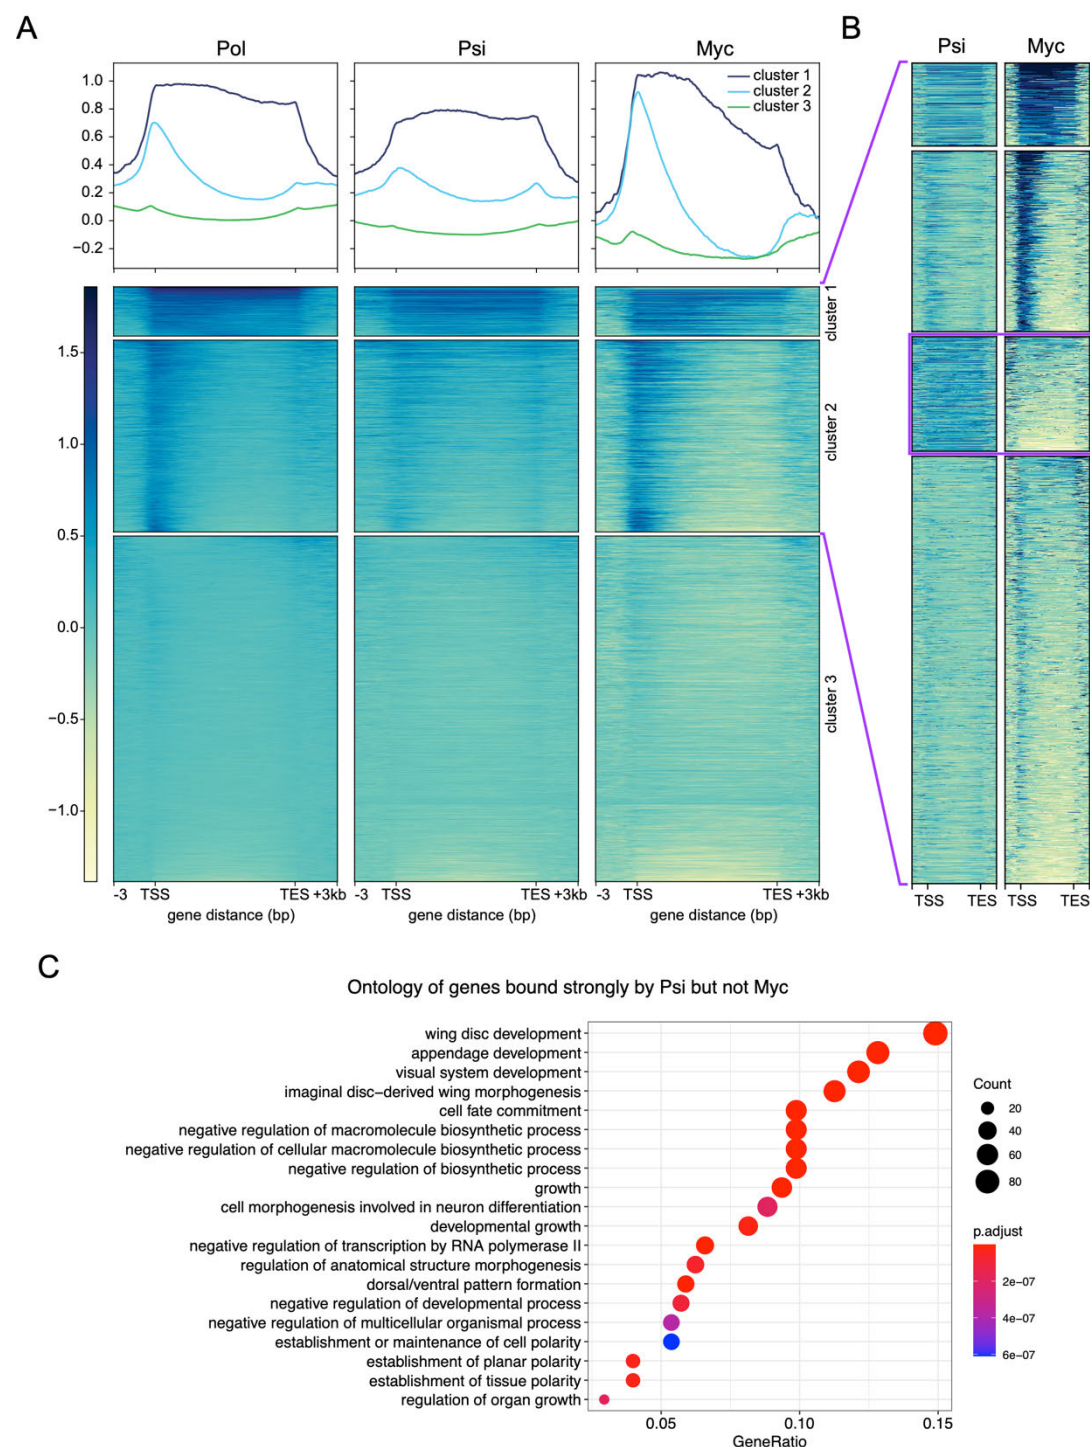 A
B
Pol
Psi
Myc
Psi
Myc
cluster 1
cluster 2
cluster 3
1.0
0.8
0.6
0.4
0.2
0.0
−0.2
1.5
1.0
0.5
0.0
−0.5
−1.0
cluster 1
cluster 2
cluster 3
-3 TSS TES +3kb
-3 TSS TES +3kb
-3 TSS TES +3kb
gene distance (bp)
gene distance (bp)
gene distance (bp)
TSS TES
TSS TES
C
Ontology of genes bound strongly by Psi but not Myc
wing disc development
appendage development
visual system development
imaginal disc−derived wing morphogenesis
cell fate commitment
negative regulation of macromolecule biosynthetic process
negative regulation of cellular macromolecule biosynthetic process
negative regulation of biosynthetic process
growth
cell morphogenesis involved in neuron differentiation
developmental growth
negative regulation of transcription by RNA polymerase II
regulation of anatomical structure morphogenesis
dorsal/ventral pattern formation
negative regulation of developmental process
negative regulation of multicellular organismal process
establishment or maintenance of cell polarity
establishment of planar polarity
establishment of tissue polarity
regulation of organ growth
0.05
0.10
0.15
GeneRatio
Count
20
40
60
80
p.adjust
2e−07
4e−07
6e−07